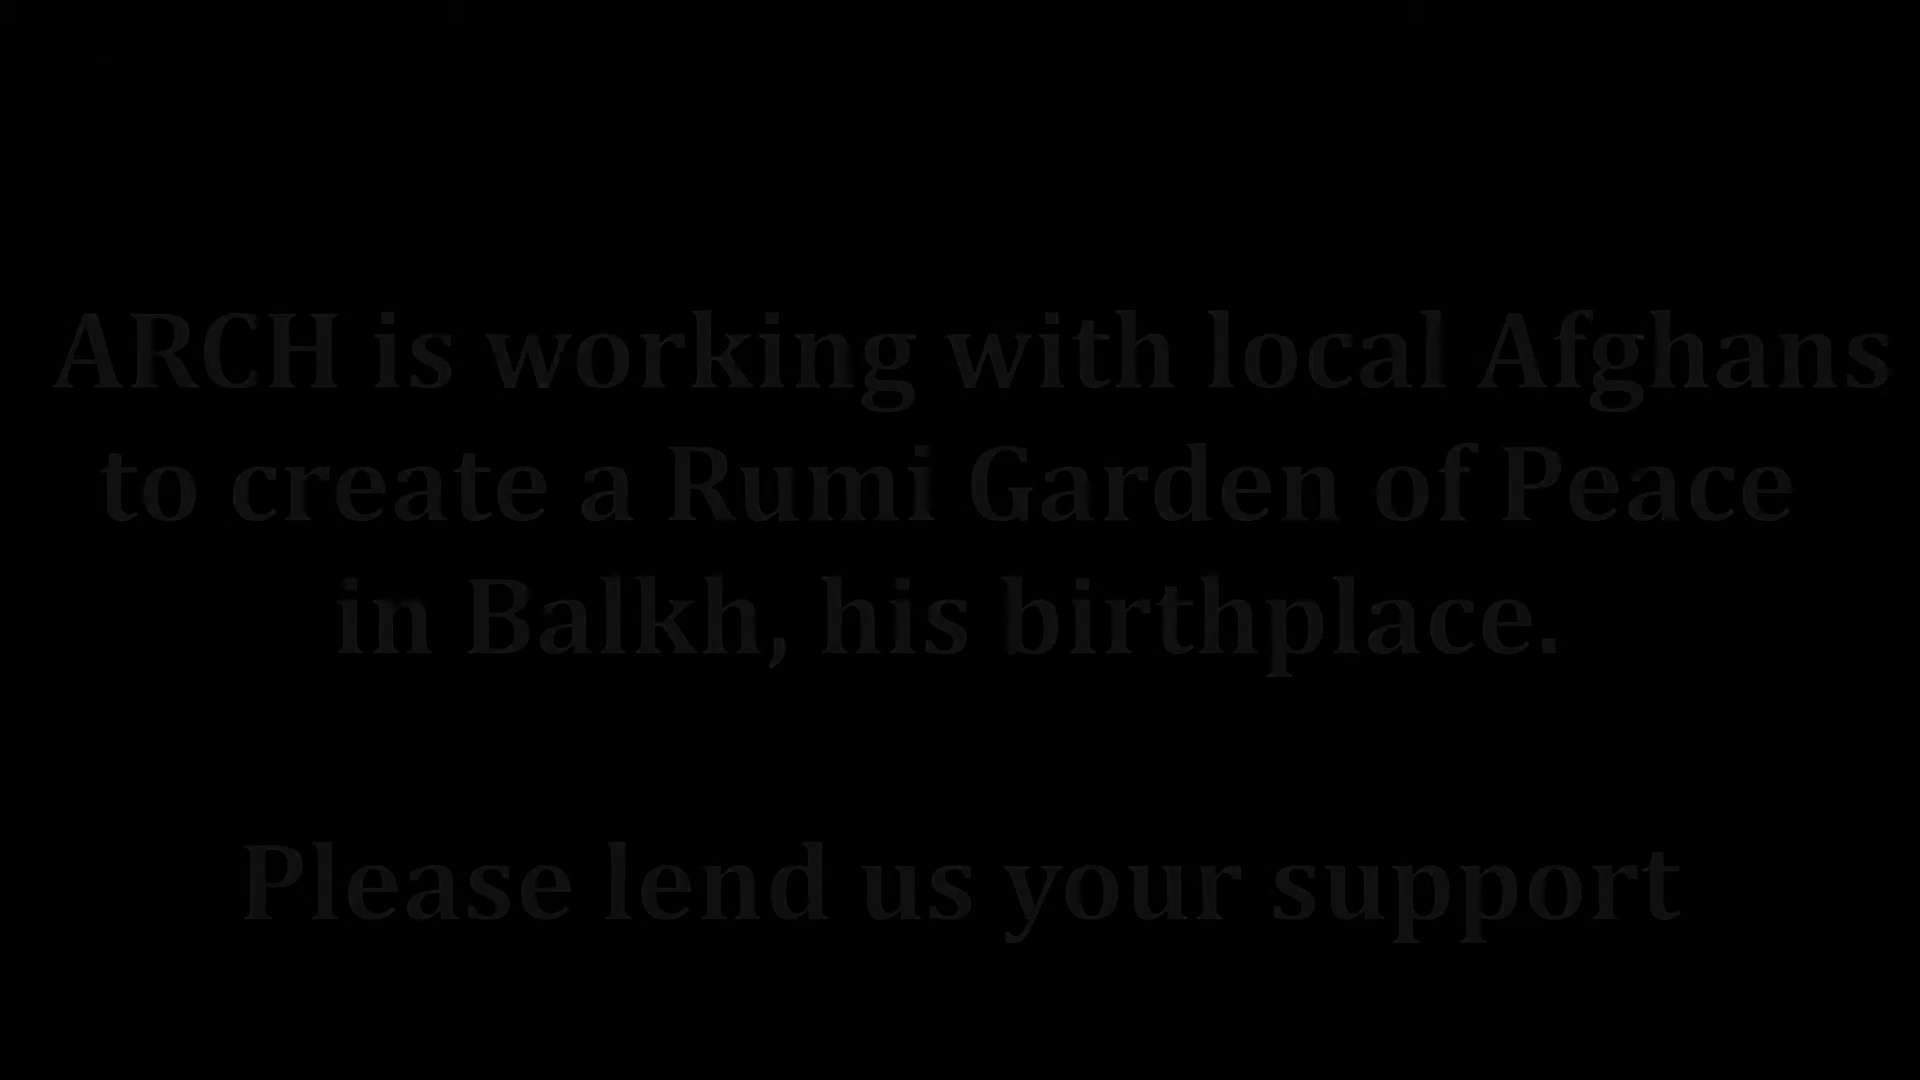 ARCH is working with local Afghans
to create a Rumi Garden of Peace
in Balkh, his birthplace.
Please lend us your support